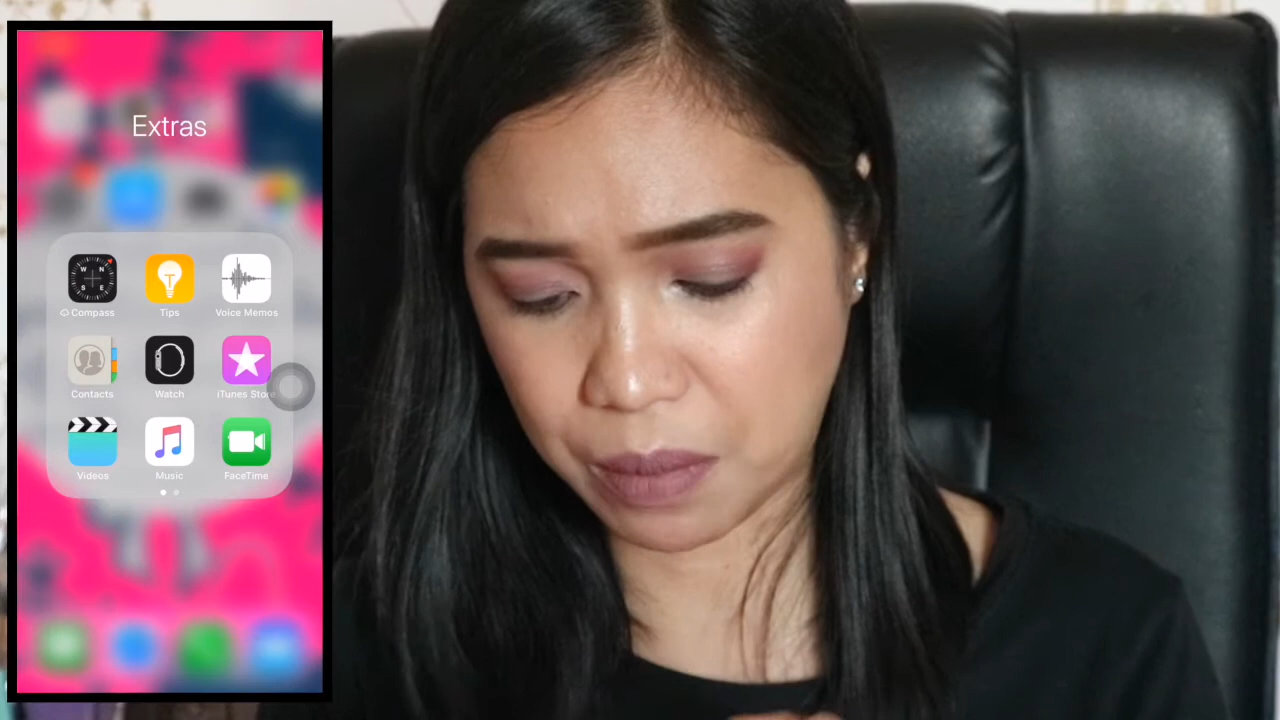 Extras
Compass Tips Voice Memos
Contacts Watch iTunes Store
Videos Music FaceTime